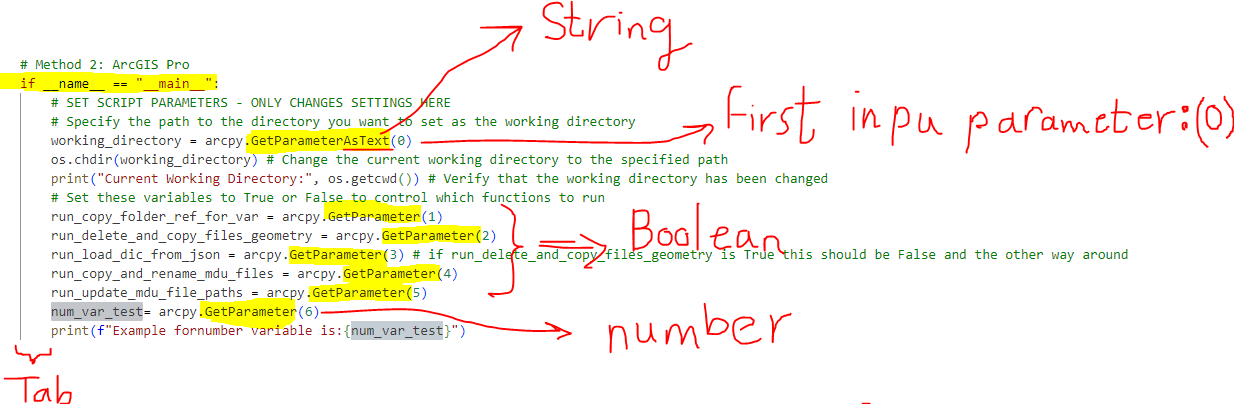 String
# Method 2: ArcGIS Pro
if __name__ == "__main__":
# SET SCRIPT PARAMETERS - ONLY CHANGES SETTINGS HERE
# Specify the path to the directory you want to set as the working directory
First inpu parameter:(0)
working_directory = arcpy.GetParameterAsText(0)
os.chdir(working_directory) # Change the current working directory to the specified path
print("Current Working Directory:", os.getcwd()) # Verify that the working directory has been changed
# Set these variables to True or False to control which functions to run
run_copy_folder_ref_for_var = arcpy.GetParameter(1)
run_delete_and_copy_files_geometry = arcpy.GetParameter(2)
Boolean
run_load_dic_from_json = arcpy.GetParameter(3) # if run_delete_and_copy_files_geometry is True this should be False and the other way around
run_copy_and_rename_mdu_files = arcpy.GetParameter(4)
run_update_mdu_file_paths = arcpy.GetParameter(5)
num_var_test= arcpy.GetParameter(6)
number
print(f"Example fornumber variable is:{num_var_test}")
Tab